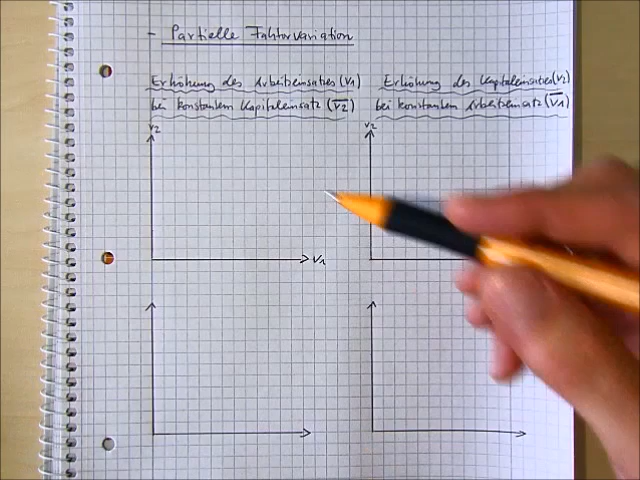 - Partielle Faktorvariation
Erhöhung des Arbeitseinsatzes (v1)
bei konstantem Kapitaleinsatz (v̅2)
Erhöhung des Kapitaleinsatzes (v2)
bei konstantem Arbeitseinsatz (v̅1)
v2
v2
v1